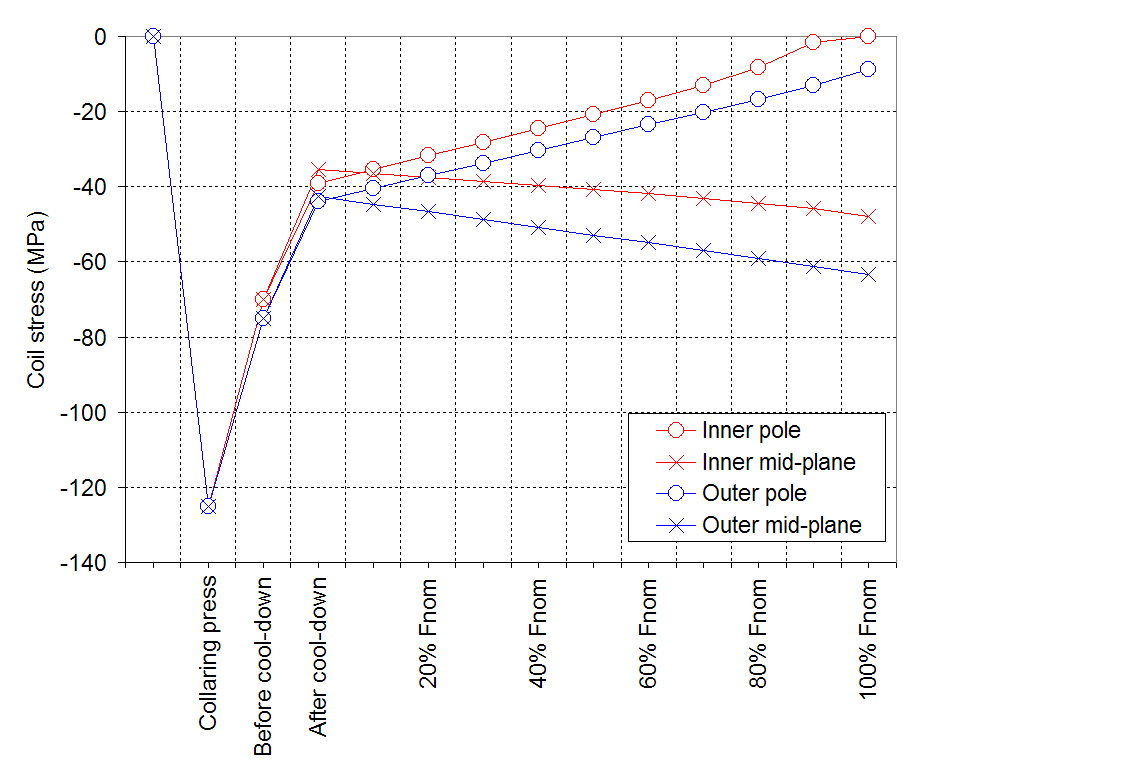 0
-20
-40
-60
-80
-100
-120
-140
Coil stress (MPa)
Inner pole
Inner mid-plane
Outer pole
Outer mid-plane
Collaring press
Before cool-down
After cool-down
20% Fnom
40% Fnom
60% Fnom
80% Fnom
100% Fnom